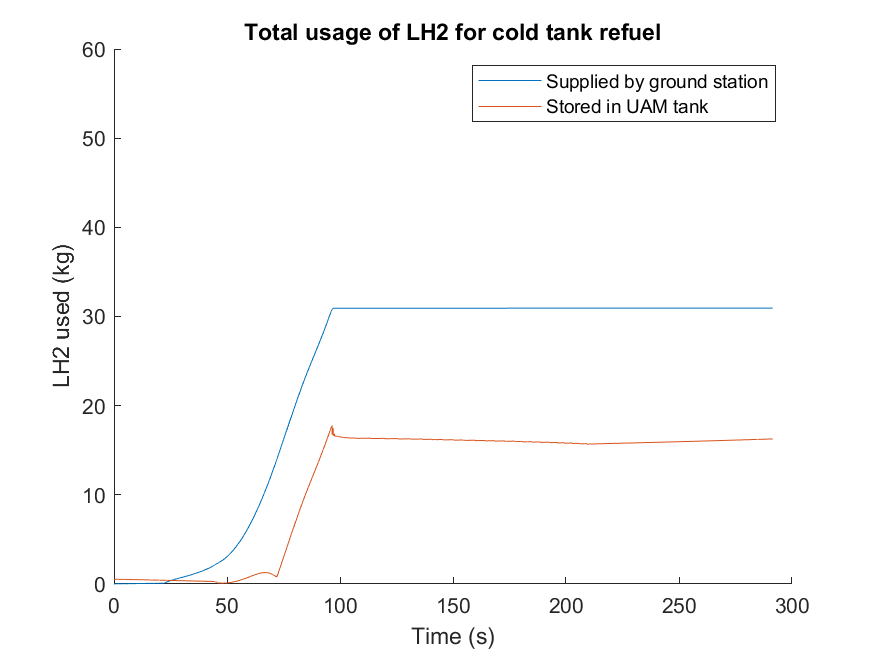 Total usage of LH2 for cold tank refuel
Supplied by ground station
Stored in UAM tank
LH2 used (kg)
60
50
40
30
20
10
0
0 50 100 150 200 250 300
Time (s)